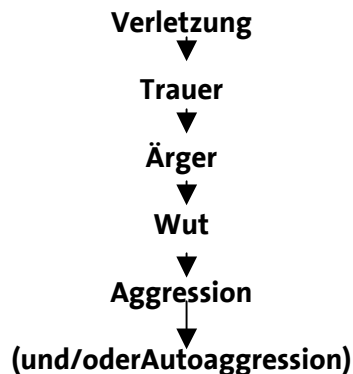 Verletzung
Trauer
Ärger
Wut
Aggression
(und/oderAutoaggression)